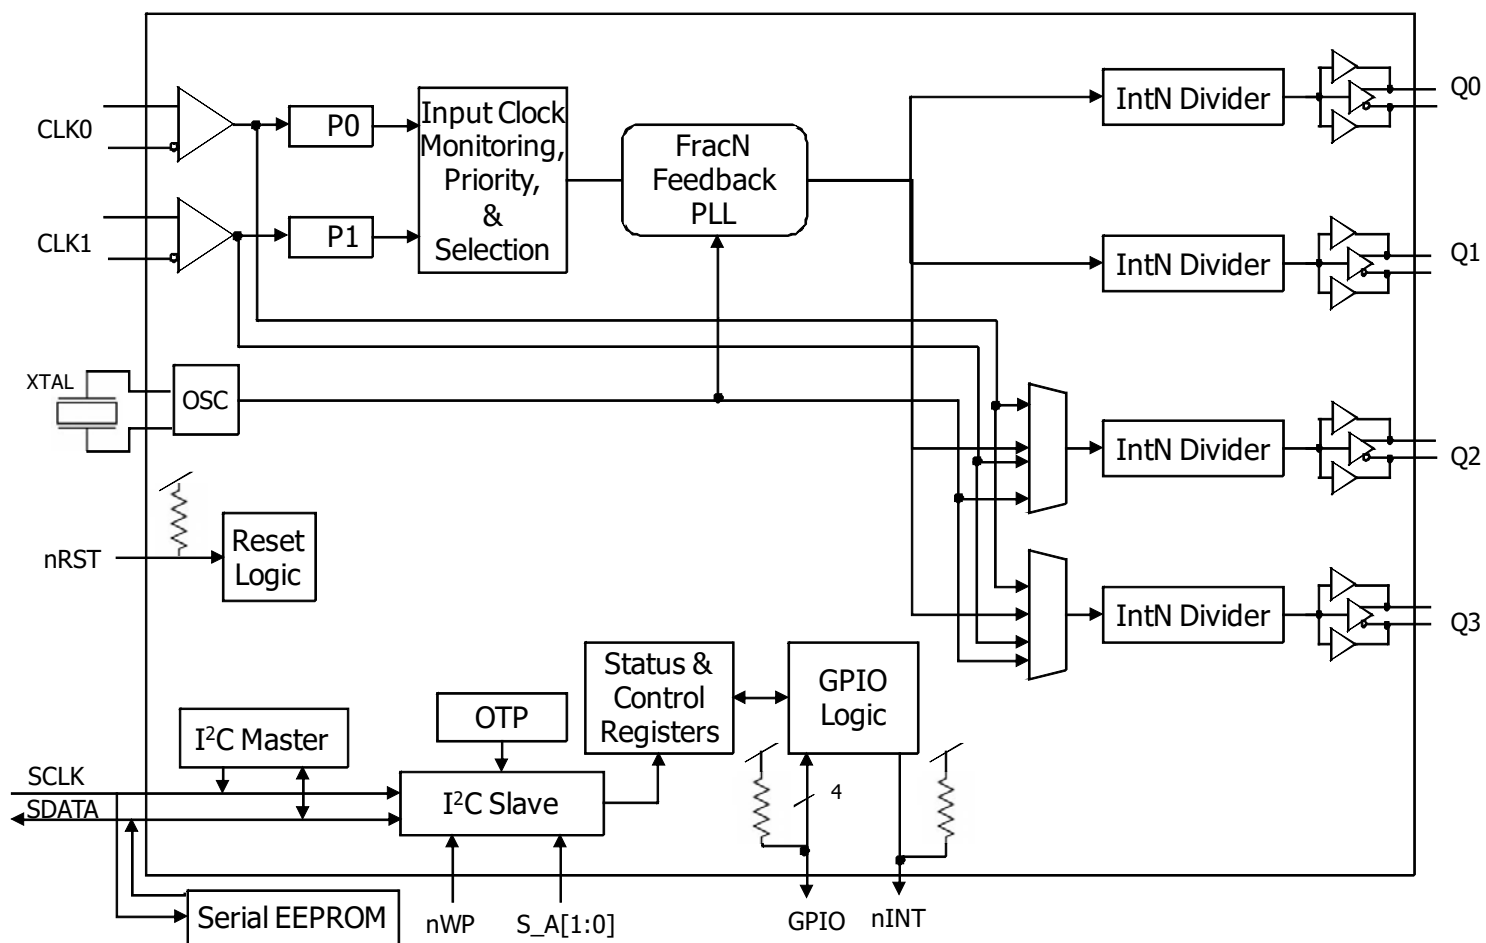 CLK0
P0
Input Clock
Monitoring,
Priority,
&
Selection
FracN
Feedback
PLL
IntN Divider
Q0
CLK1
P1
IntN Divider
Q1
XTAL
OSC
IntN Divider
Q2
nRST
Reset
Logic
IntN Divider
Q3
Status &
Control
Registers
GPIO
Logic
OTP
I²C Master
SCLK
SDATA
I²C Slave
4
Serial EEPROM
nWP
S_A[1:0]
GPIO
nINT